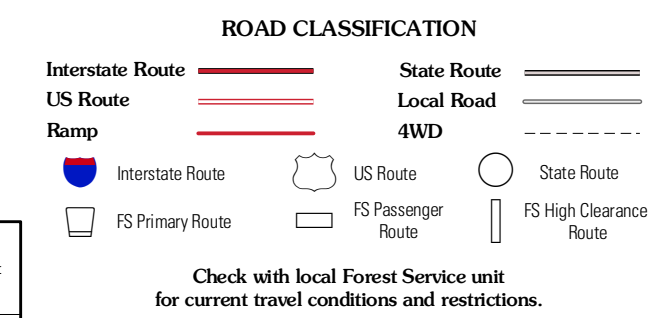 ROAD CLASSIFICATION
Interstate Route
State Route
US Route
Local Road
Ramp
4WD
Interstate Route
US Route
State Route
FS Primary Route
FS Passenger
Route
FS High Clearance
Route
Check with local Forest Service unit
for current travel conditions and restrictions.